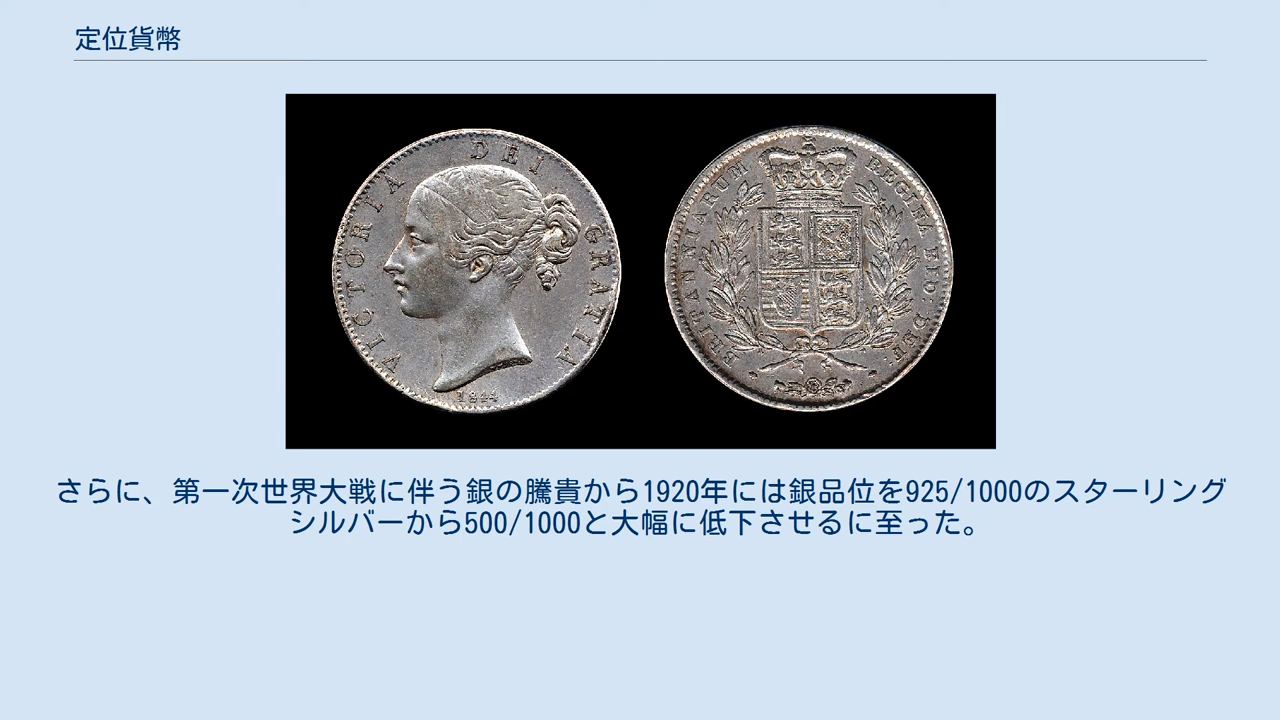 定位貨幣
VICTORIA DEI GRATIA
1844
BRITANNIARUM REGINA FID: DEF:
さらに、第一次世界大戦に伴う銀の騰貴から1920年には銀品位を925/1000のスターリング
シルバーから500/1000と大幅に低下させるに至った。